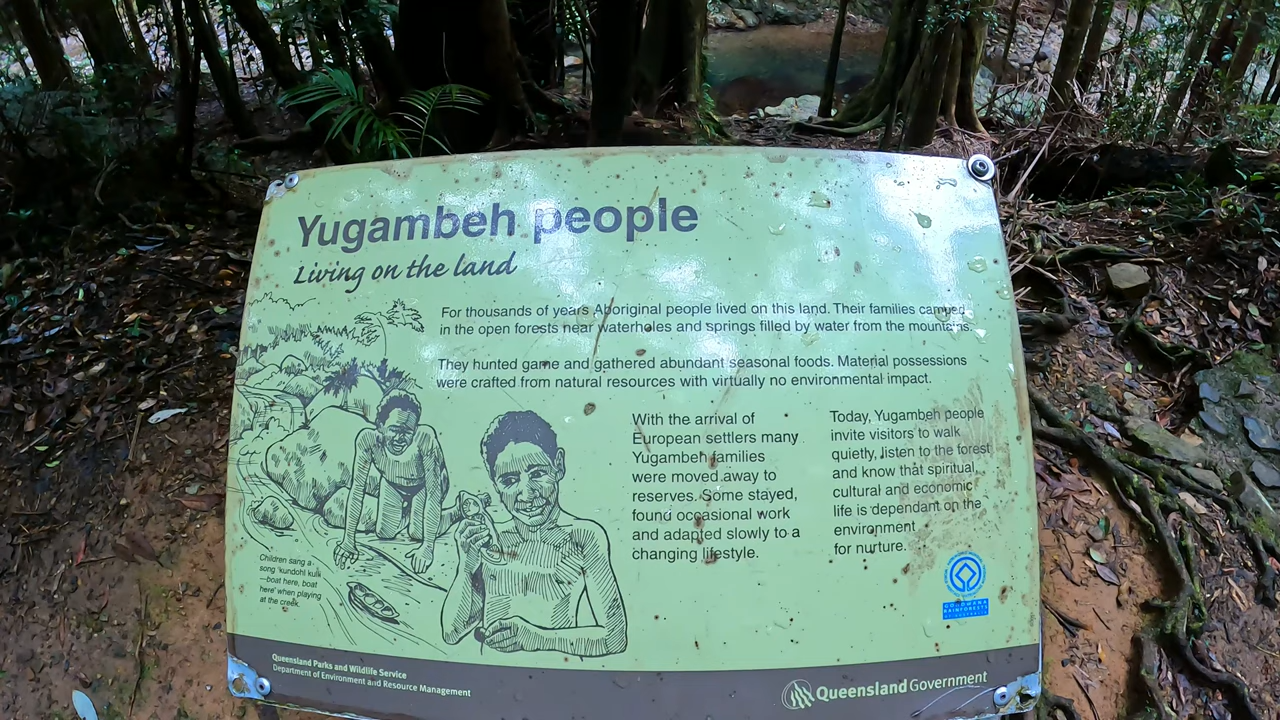 Yugambeh people
Living on the land
For thousands of years Aboriginal people lived on this land. Their families camped
in the open forests near waterholes and springs filled by water from the mountains.
They hunted game and gathered abundant seasonal foods. Material possessions
were crafted from natural resources with virtually no environmental impact.
With the arrival of
European settlers many
Yugambeh families
were moved away to
reserves. Some stayed,
found occasional work
and adapted slowly to a
changing lifestyle.
Today, Yugambeh people
invite visitors to walk
quietly, listen to the forest
and know that spiritual,
cultural and economic
life is dependant on the
environment
for nurture.
Children sang a
song 'kundohl kulli
—boat here, boat
here' when playing
at the creek.
GONDWANA
RAINFORESTS
OF AUSTRALIA
Queensland Parks and Wildlife Service
Department of Environment and Resource Management
Queensland Government